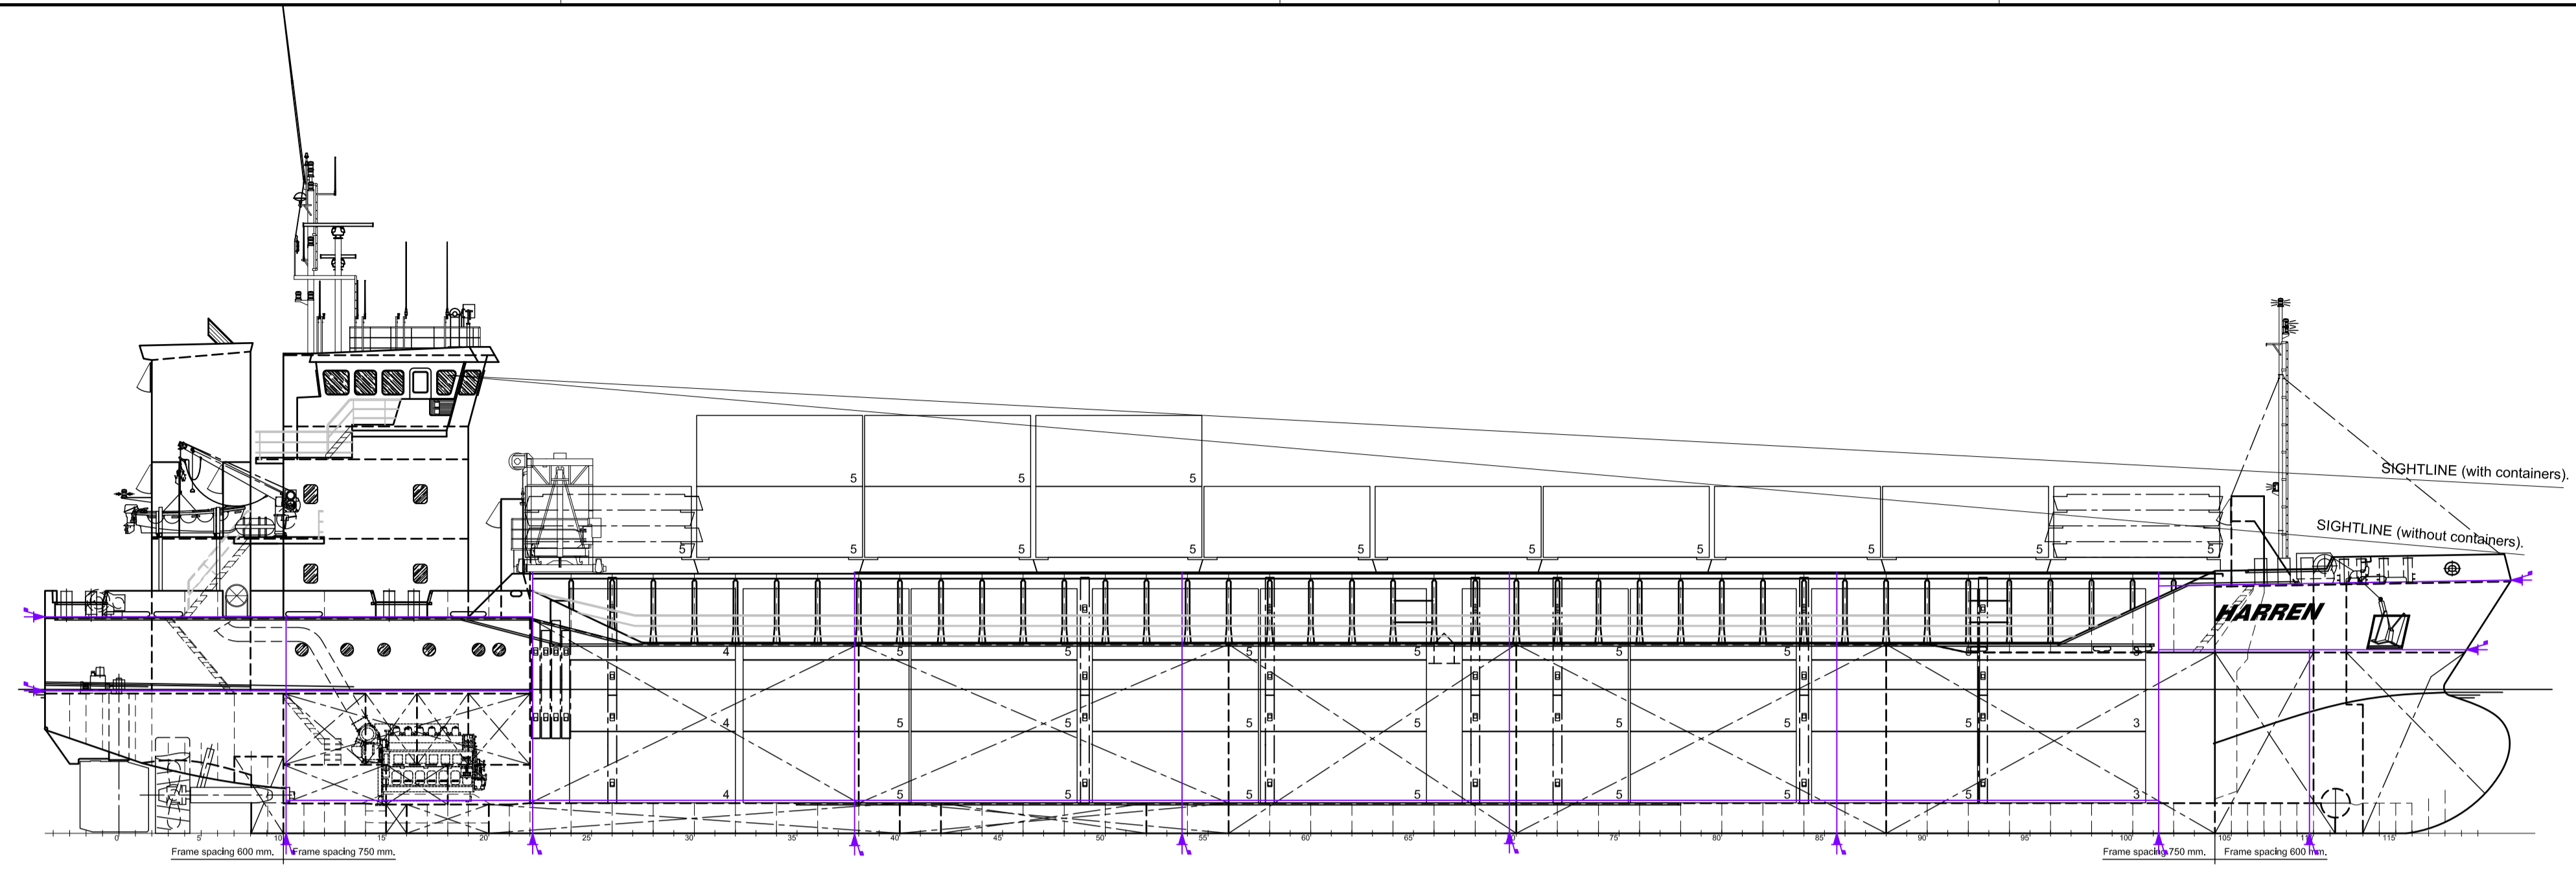 SIGHTLINE (with containers).
5 5 5
SIGHTLINE (without containers).
5 5 5 5 5 5 5 5 5 5
HARREN
4 5 5 5 5 5 5 5 3
4 5 5 5 5 5 5 5 3
4 5 5 5 5 5 5 5 3
0 5 10 15 20 25 30 35 40 45 50 55 60 65 70 75 80 85 90 95 100 105 110 115
Frame spacing 600 mm. Frame spacing 750 mm. Frame spacing 750 mm. Frame spacing 600 mm.